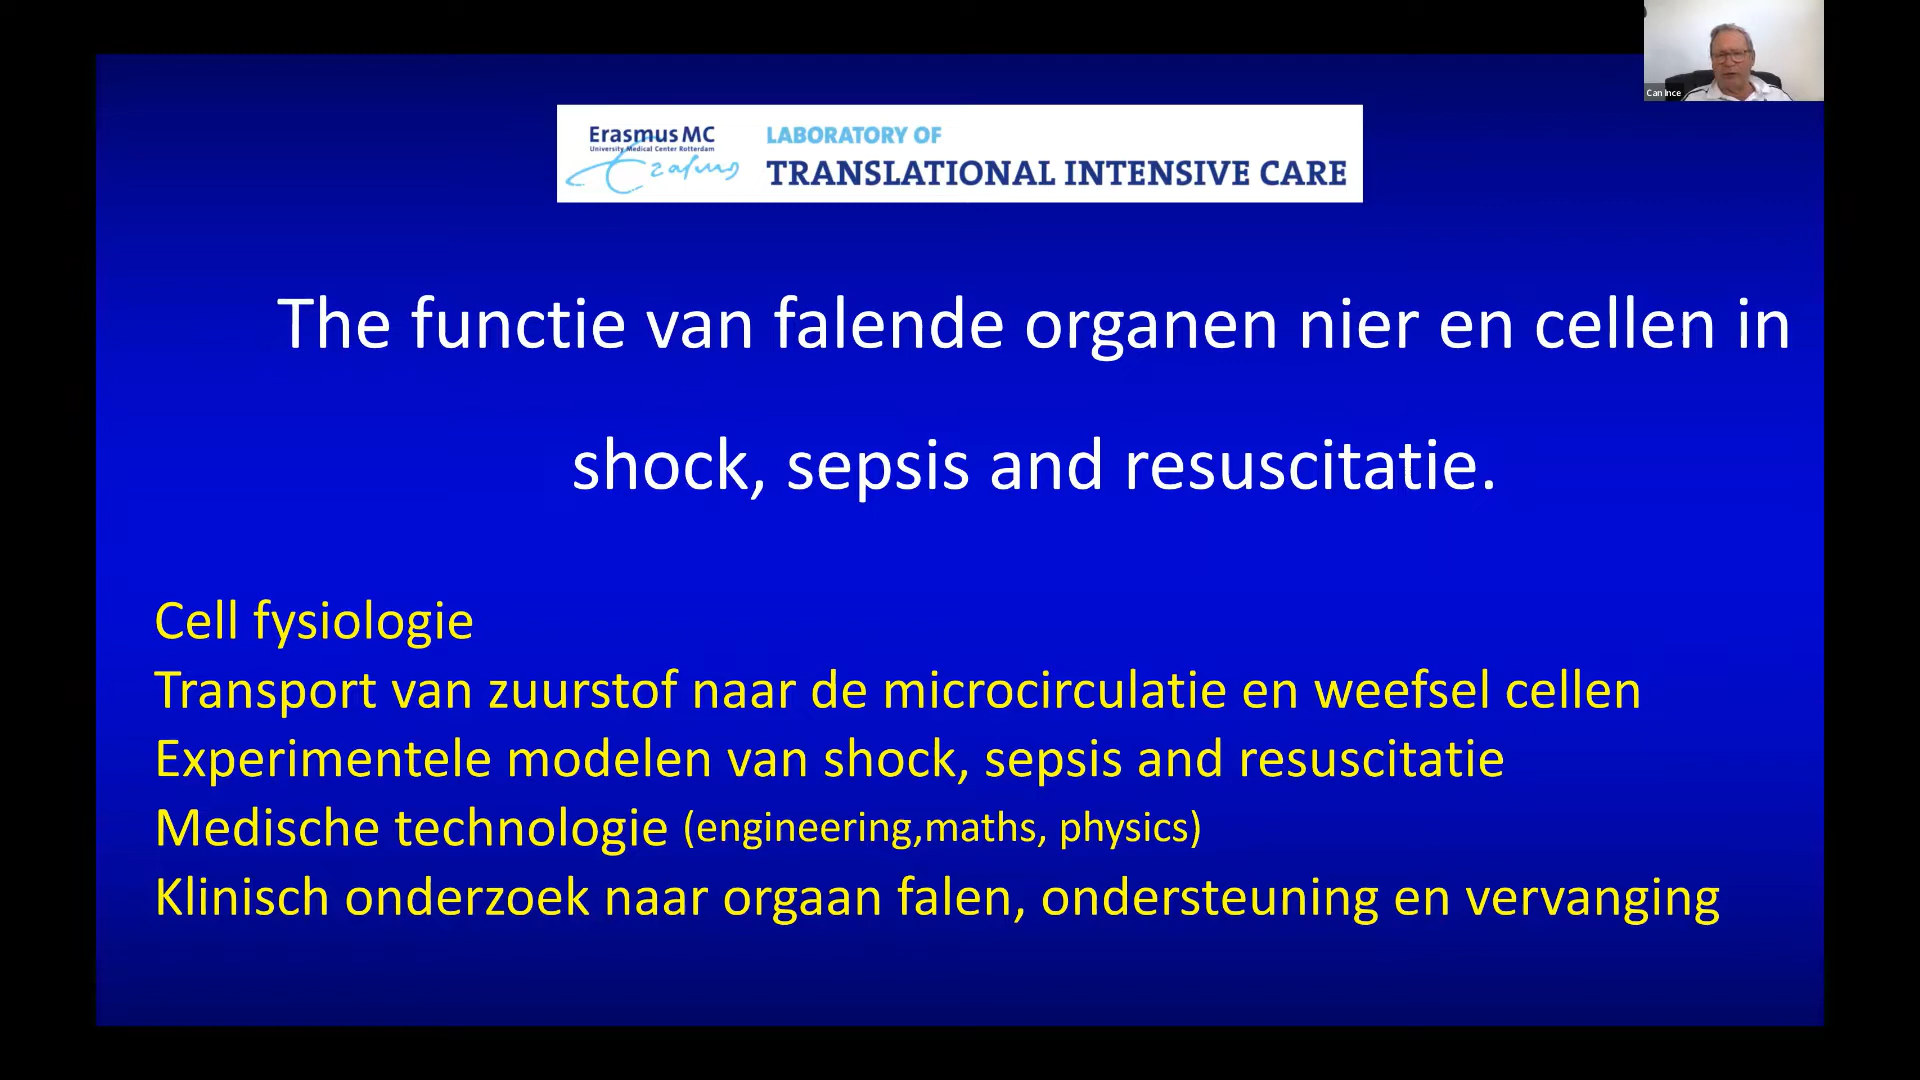 Can Ince
Erasmus MC
University Medical Center Rotterdam
Erasmus
LABORATORY OF
TRANSLATIONAL INTENSIVE CARE
The functie van falende organen nier en cellen in
shock, sepsis and resuscitatie.
Cell fysiologie
Transport van zuurstof naar de microcirculatie en weefsel cellen
Experimentele modelen van shock, sepsis and resuscitatie
Medische technologie (engineering,maths, physics)
Klinisch onderzoek naar orgaan falen, ondersteuning en vervanging